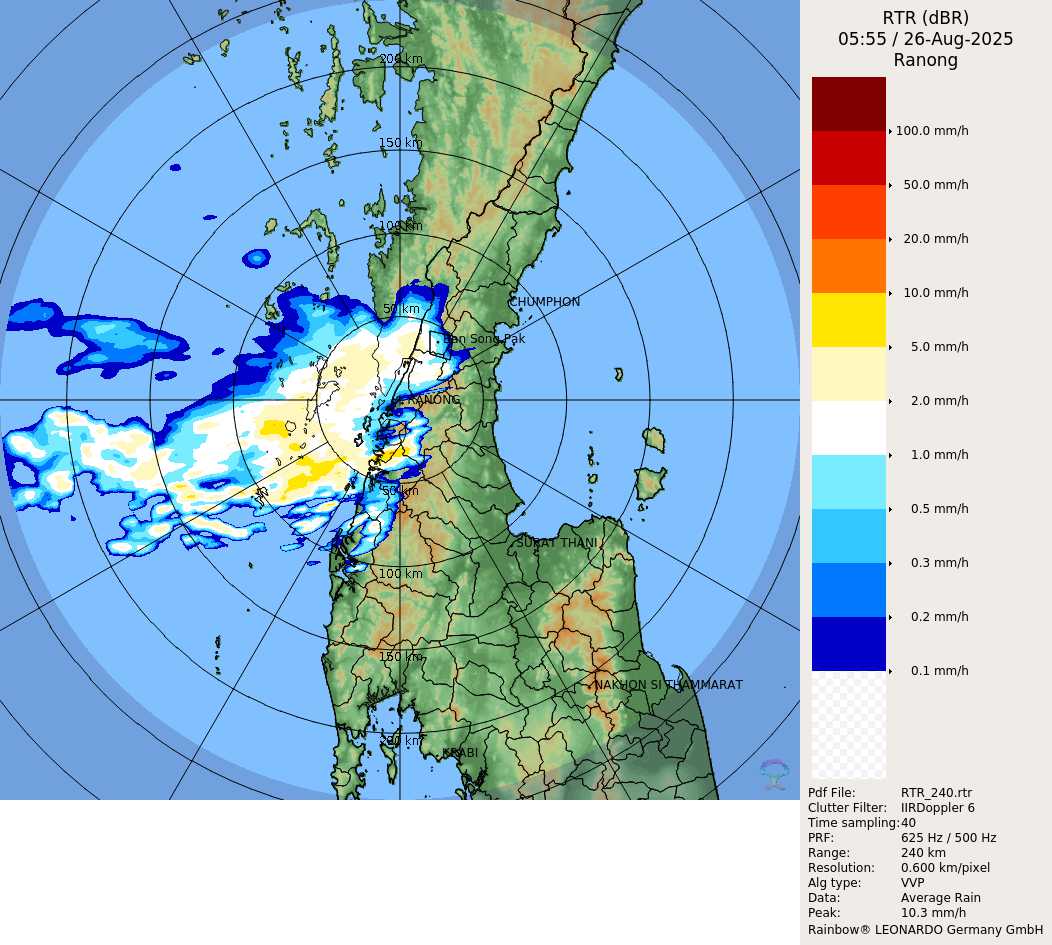 RTR (dBR)
05:55 / 26-Aug-2025
Ranong
200 km
150 km
100 km
50 km
CHUMPHON
Ban Song Pak
RANONG
50 km
SURAT THANI
100 km
150 km
NAKHON SI THAMMARAT
200 km
KRABI
100.0 mm/h
50.0 mm/h
20.0 mm/h
10.0 mm/h
5.0 mm/h
2.0 mm/h
1.0 mm/h
0.5 mm/h
0.3 mm/h
0.2 mm/h
0.1 mm/h
Pdf File: RTR_240.rtr
Clutter Filter: IIRDoppler 6
Time sampling:40
PRF: 625 Hz / 500 Hz
Range: 240 km
Resolution: 0.600 km/pixel
Alg type: VVP
Data: Average Rain
Peak: 10.3 mm/h
Rainbow® LEONARDO Germany GmbH